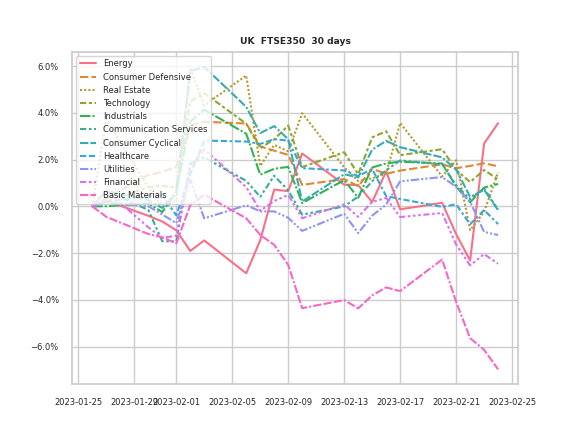 UK FTSE350 30 days
6.0%
4.0%
2.0%
0.0%
−2.0%
−4.0%
−6.0%
Energy
Consumer Defensive
Real Estate
Technology
Industrials
Communication Services
Consumer Cyclical
Healthcare
Utilities
Financial
Basic Materials
2023-01-25 2023-01-29 2023-02-01 2023-02-05 2023-02-09 2023-02-13 2023-02-17 2023-02-21 2023-02-25